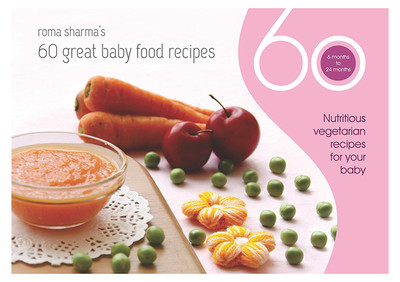 roma sharma's
60 great baby food recipes
60
6 months
to
24 months
Nutritious
vegetarian
recipes
for your
baby